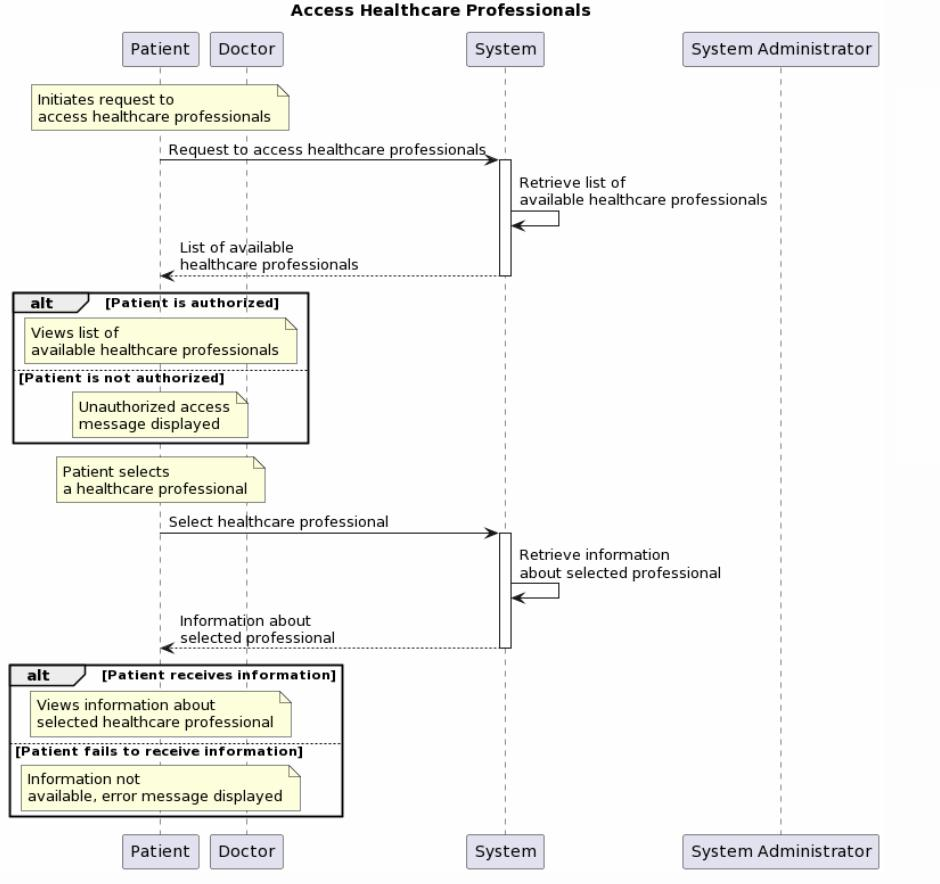 Access Healthcare Professionals
Patient
Doctor
System
System Administrator
Initiates request to
access healthcare professionals
Request to access healthcare professionals
Retrieve list of
available healthcare professionals
List of available
healthcare professionals
alt [Patient is authorized]
Views list of
available healthcare professionals
[Patient is not authorized]
Unauthorized access
message displayed
Patient selects
a healthcare professional
Select healthcare professional
Retrieve information
about selected professional
Information about
selected professional
alt [Patient receives information]
Views information about
selected healthcare professional
[Patient fails to receive information]
Information not
available, error message displayed
Patient
Doctor
System
System Administrator